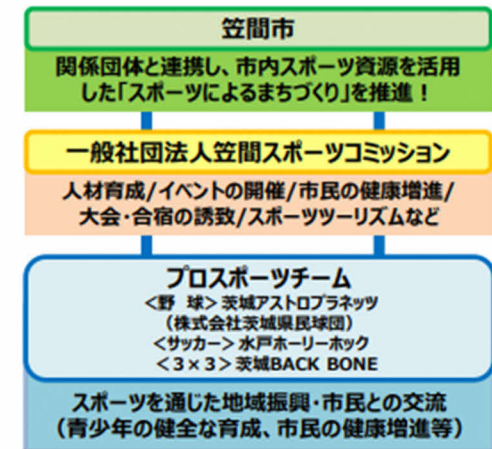 笠間市
関係団体と連携し、市内スポーツ資源を活用
した「スポーツによるまちづくり」を推進！
一般社団法人笠間スポーツコミッション
人材育成/イベントの開催/市民の健康増進/
大会・合宿の誘致/スポーツツーリズムなど
プロスポーツチーム
＜野　球＞茨城アストロプラネッツ
（株式会社茨城県民球団）
＜サッカー＞水戸ホーリーホック
＜３×３＞茨城BACK BONE
スポーツを通じた地域振興・市民との交流
（青少年の健全な育成、市民の健康増進等）